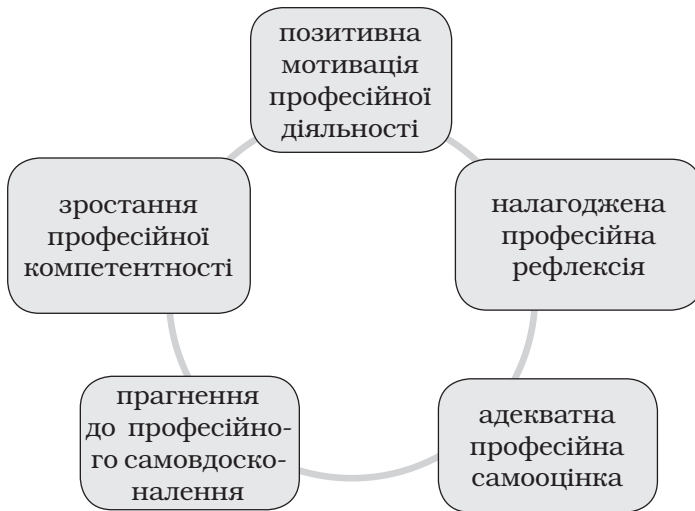 позитивна
мотивація
професійної
діяльності
зростання
професійної
компетентності
налагоджена
професійна
рефлексія
прагнення
до професійно-
го самовдоско-
налення
адекватна
професійна
самооцінка